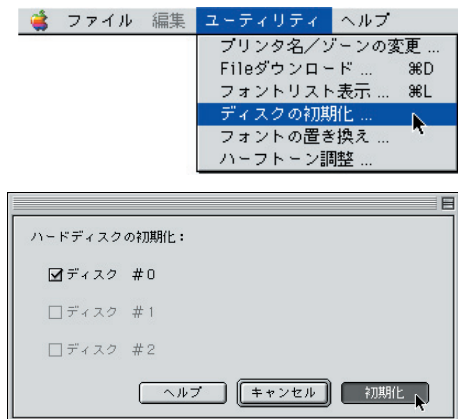 ファイル 編集 ユーティリティ ヘルプ
プリンタ名／ゾーンの変更 ...
Fileダウンロード ... ⌘D
フォントリスト表示 ... ⌘L
ディスクの初期化 ...
フォントの置き換え ...
ハーフトーン調整 ...
ハードディスクの初期化：
ディスク #0
ディスク #1
ディスク #2
ヘルプ キャンセル 初期化